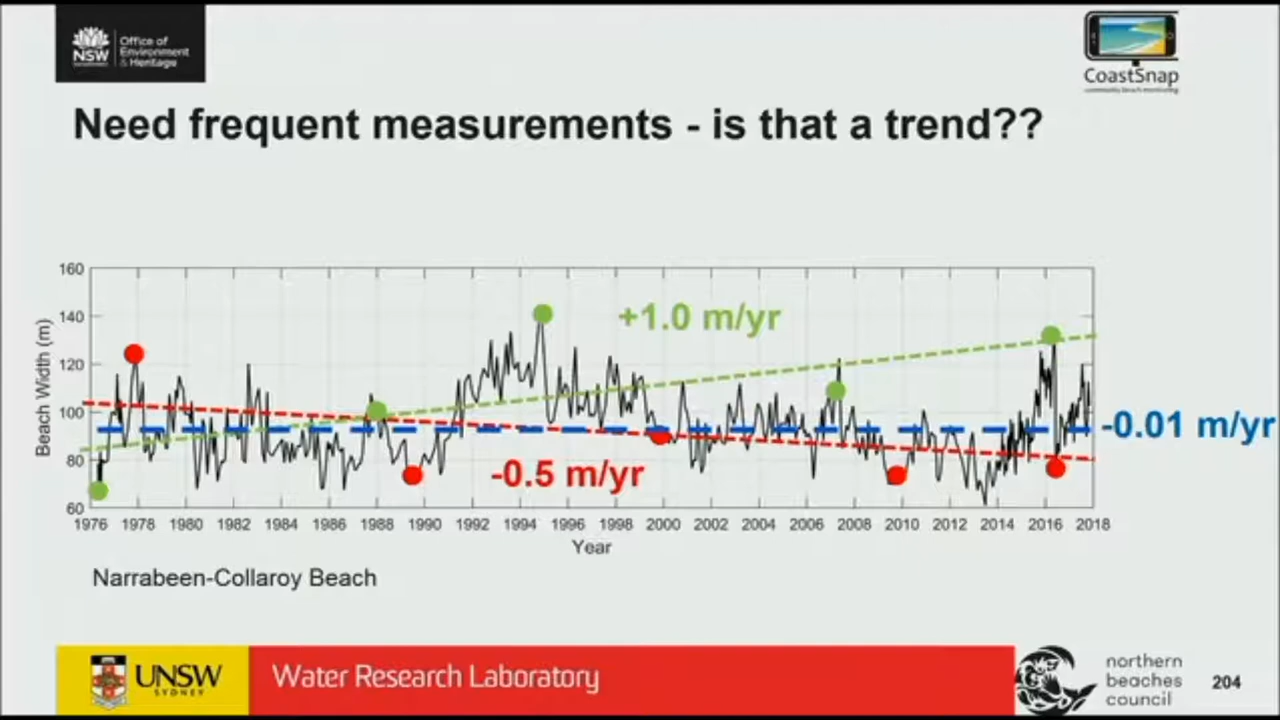 NSW
GOVERNMENT
Office of
Environment
& Heritage
CoastSnap
community beach monitoring
Need frequent measurements - is that a trend??
160
140
120
100
80
60
Beach Width (m)
+1.0 m/yr
-0.01 m/yr
-0.5 m/yr
1976 1978 1980 1982 1984 1986 1988 1990 1992 1994 1996 1998 2000 2002 2004 2006 2008 2010 2012 2014 2016 2018
Year
Narrabeen-Collaroy Beach
UNSW
SYDNEY
Water Research Laboratory
northern
beaches
council
204